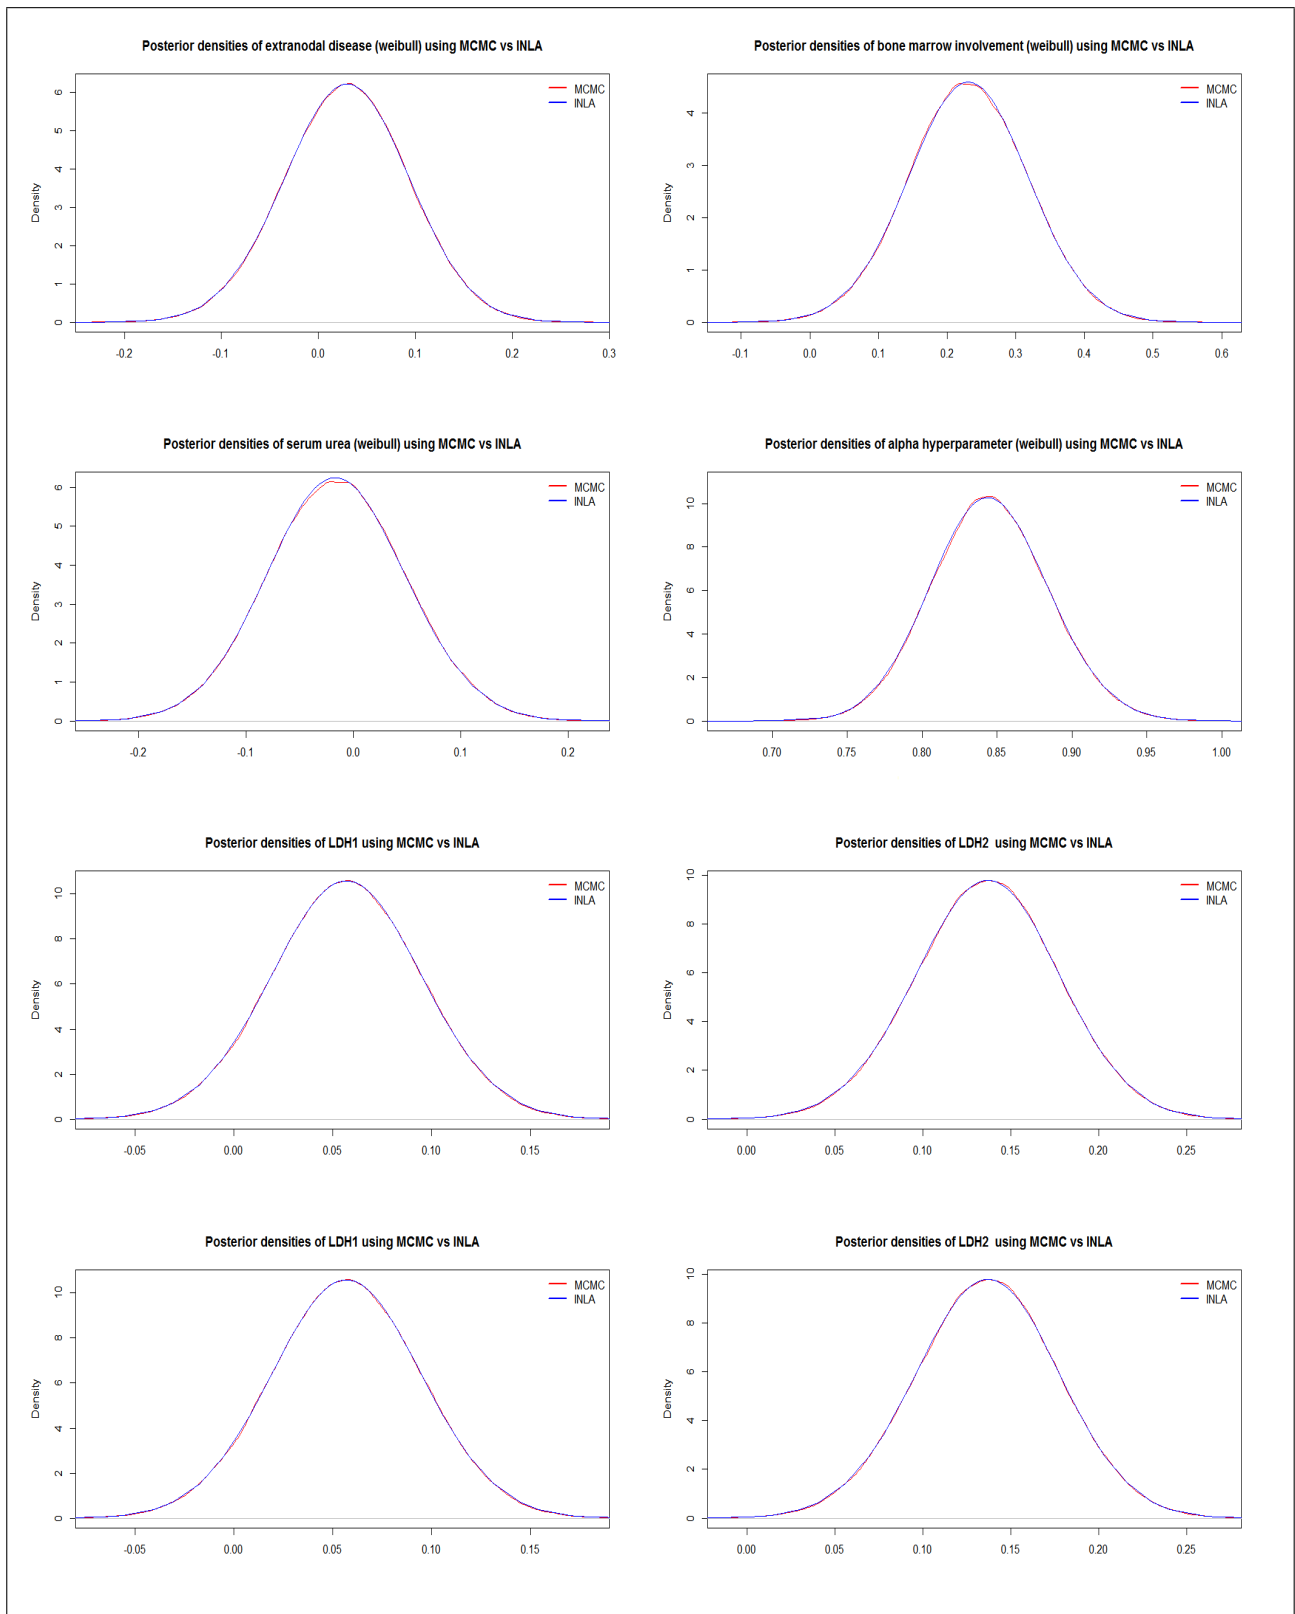 Posterior densities of extranodal disease (weibull) using MCMC vs INLA
Density
0 1 2 3 4 5 6
MCMC
INLA
-0.2 -0.1 0.0 0.1 0.2 0.3
Posterior densities of bone marrow involvement (weibull) using MCMC vs INLA
Density
0 1 2 3 4
MCMC
INLA
-0.1 0.0 0.1 0.2 0.3 0.4 0.5 0.6
Posterior densities of serum urea (weibull) using MCMC vs INLA
Density
0 1 2 3 4 5 6
MCMC
INLA
-0.2 -0.1 0.0 0.1 0.2
Posterior densities of alpha hyperparameter (weibull) using MCMC vs INLA
Density
0 2 4 6 8 10
MCMC
INLA
0.70 0.75 0.80 0.85 0.90 0.95 1.00
Posterior densities of LDH1 using MCMC vs INLA
Density
0 2 4 6 8 10
MCMC
INLA
-0.05 0.00 0.05 0.10 0.15
Posterior densities of LDH2 using MCMC vs INLA
Density
0 2 4 6 8 10
MCMC
INLA
0.00 0.05 0.10 0.15 0.20 0.25
Posterior densities of LDH1 using MCMC vs INLA
Density
0 2 4 6 8 10
MCMC
INLA
-0.05 0.00 0.05 0.10 0.15
Posterior densities of LDH2 using MCMC vs INLA
Density
0 2 4 6 8 10
MCMC
INLA
0.00 0.05 0.10 0.15 0.20 0.25